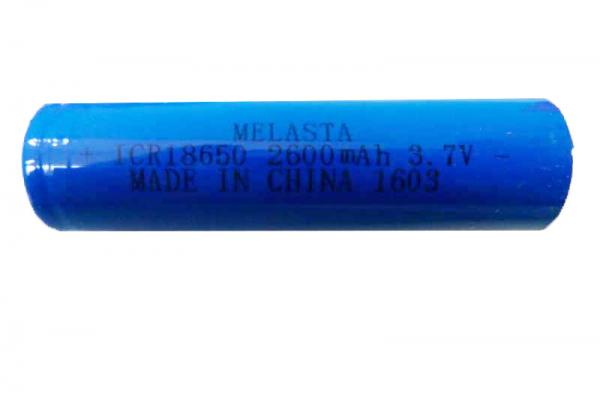 MELASTA
+ ICR18650 2600mAh 3.7V -
MADE IN CHINA 1603